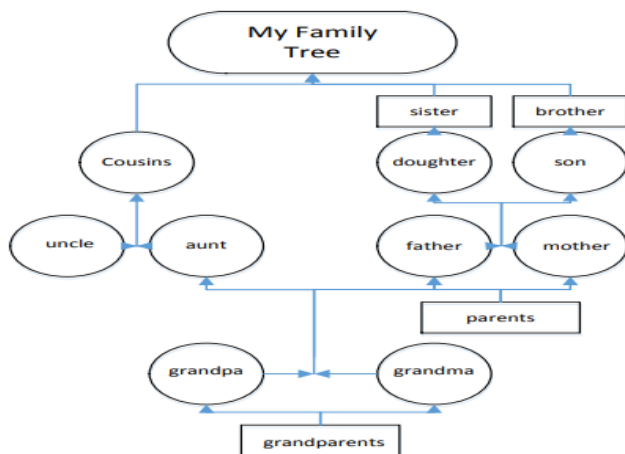 My Family
Tree
sister
brother
Cousins
doughter
son
uncle
aunt
father
mother
parents
grandpa
grandma
grandparents